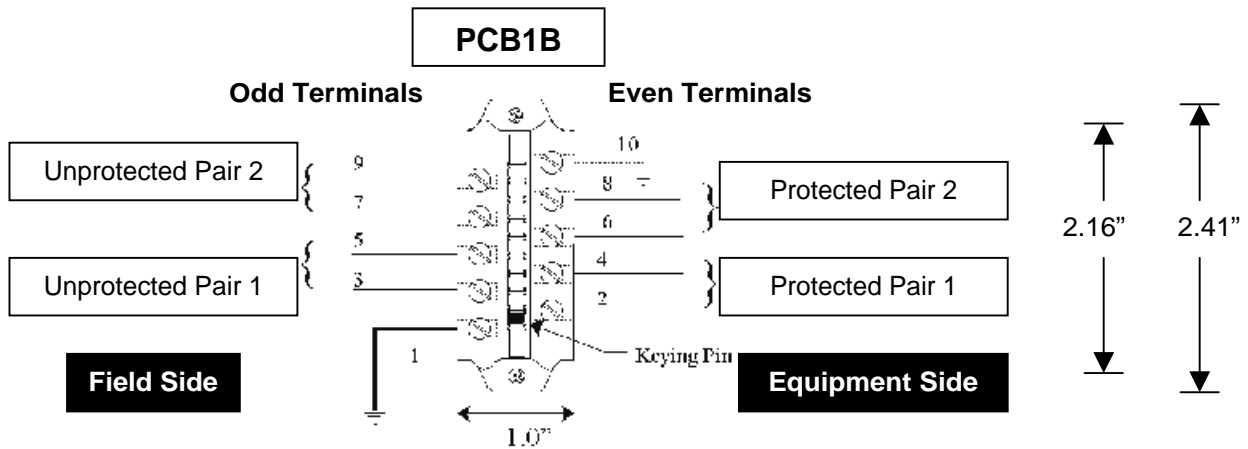 PCB1B
Odd Terminals
Even Terminals
Unprotected Pair 2
9
7
10
8
6
Protected Pair 2
2.16”
2.41”
Unprotected Pair 1
5
3
4
2
Protected Pair 1
1
Keying Pin
Field Side
Equipment Side
1.0”